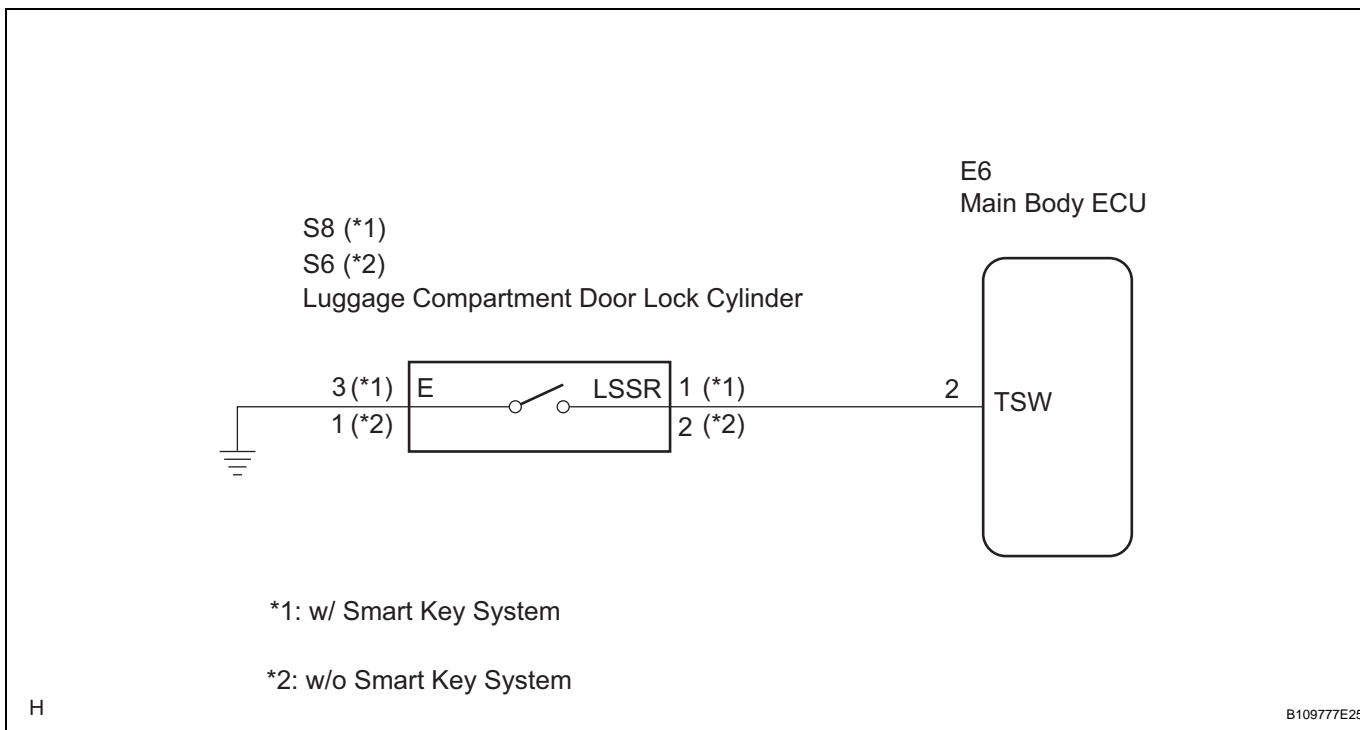 E6
Main Body ECU
S8 (*1)
S6 (*2)
Luggage Compartment Door Lock Cylinder
3 (*1) E LSSR 1 (*1) 2 TSW
1 (*2) 2 (*2)
*1: w/ Smart Key System
*2: w/o Smart Key System
H B109777E25